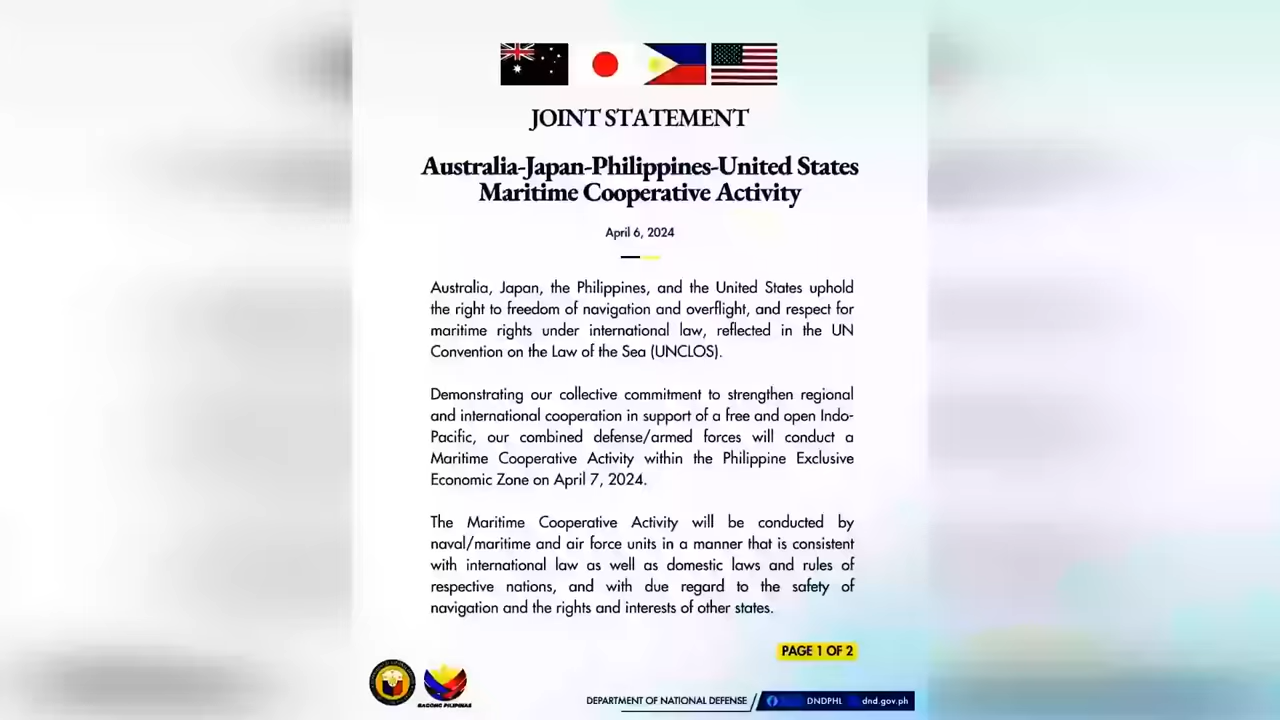 JOINT STATEMENT
Australia-Japan-Philippines-United States
Maritime Cooperative Activity
April 6, 2024
Australia, Japan, the Philippines, and the United States uphold
the right to freedom of navigation and overflight, and respect for
maritime rights under international law, reflected in the UN
Convention on the Law of the Sea (UNCLOS).
Demonstrating our collective commitment to strengthen regional
and international cooperation in support of a free and open Indo-
Pacific, our combined defense/armed forces will conduct a
Maritime Cooperative Activity within the Philippine Exclusive
Economic Zone on April 7, 2024.
The Maritime Cooperative Activity will be conducted by
naval/maritime and air force units in a manner that is consistent
with international law as well as domestic laws and rules of
respective nations, and with due regard to the safety of
navigation and the rights and interests of other states.
PAGE 1 OF 2
BAGONG PILIPINAS
DEPARTMENT OF NATIONAL DEFENSE
DNDPHL
dnd.gov.ph